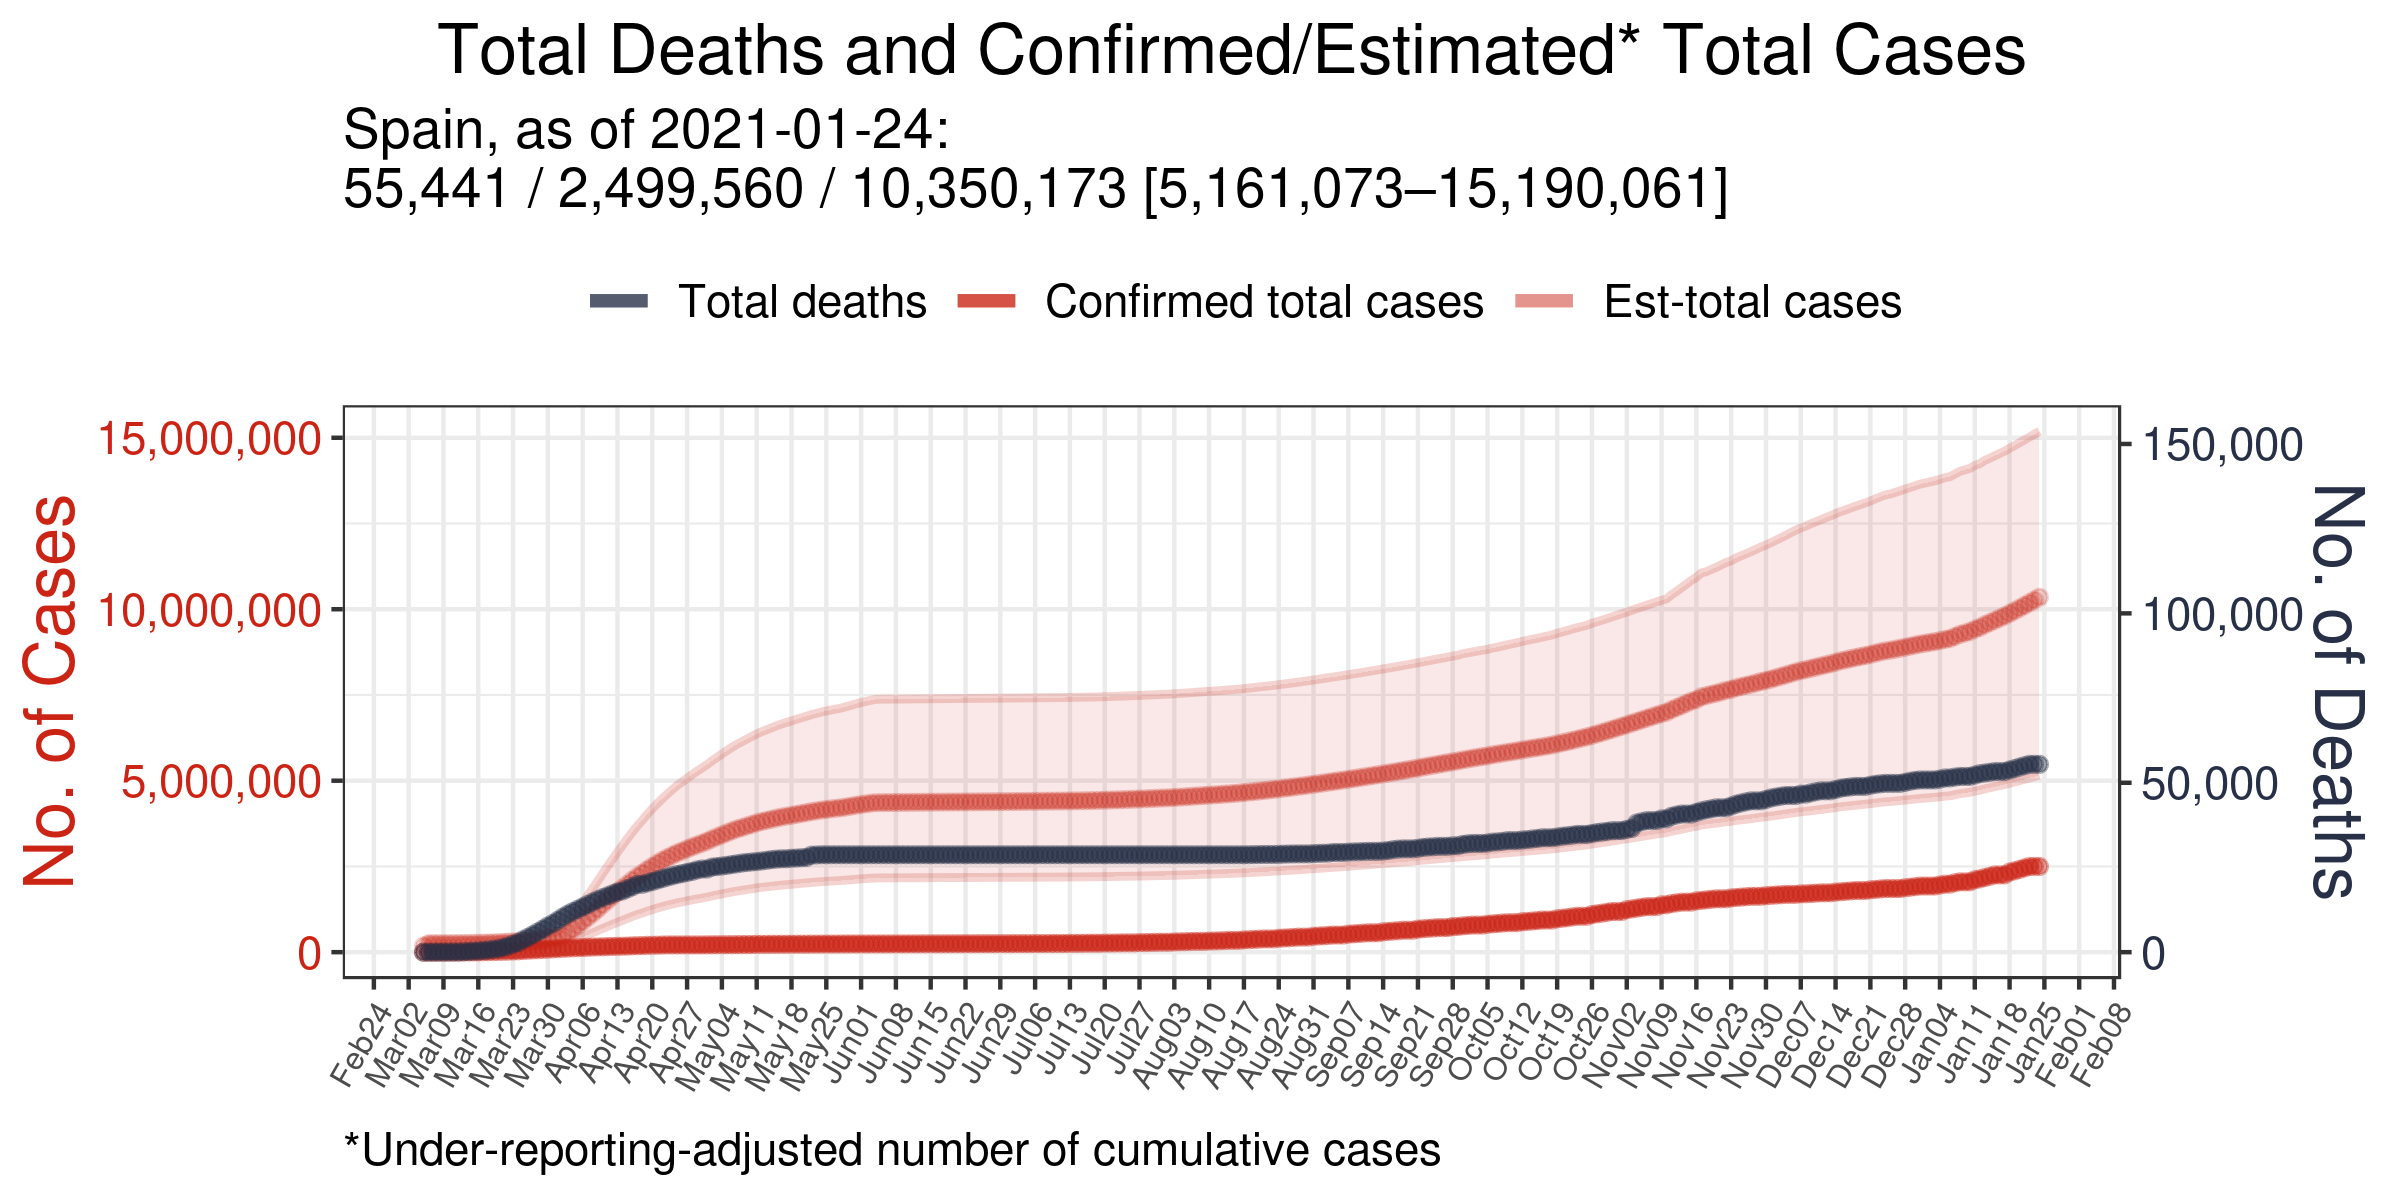 Total Deaths and Confirmed/Estimated* Total Cases
Spain, as of 2021-01-24:
55,441 / 2,499,560 / 10,350,173 [5,161,073–15,190,061]
Total deaths
Confirmed total cases
Est-total cases
No. of Cases
15,000,000
10,000,000
5,000,000
0
150,000
100,000
50,000
0
No. of Deaths
Feb24
Mar02
Mar09
Mar16
Mar23
Mar30
Apr06
Apr13
Apr20
Apr27
May04
May11
May18
May25
Jun01
Jun08
Jun15
Jun22
Jun29
Jul06
Jul13
Jul20
Jul27
Aug03
Aug10
Aug17
Aug24
Aug31
Sep07
Sep14
Sep21
Sep28
Oct05
Oct12
Oct19
Oct26
Nov02
Nov09
Nov16
Nov23
Nov30
Dec07
Dec14
Dec21
Dec28
Jan04
Jan11
Jan18
Jan25
Feb01
Feb08
*Under-reporting-adjusted number of cumulative cases